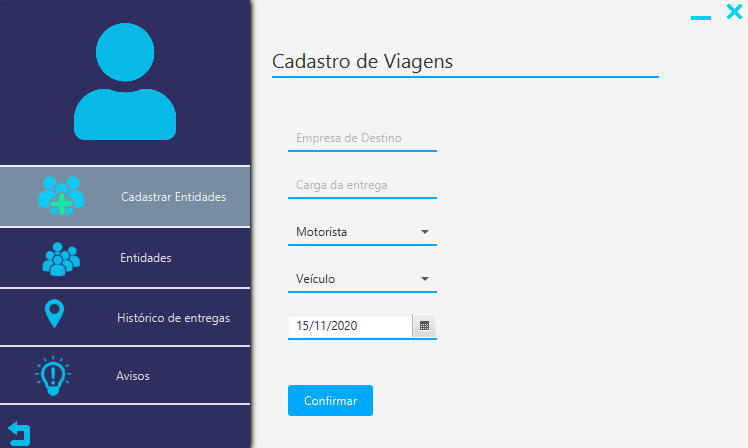 Cadastro de Viagens
Cadastrar Entidades
Entidades
Histórico de entregas
Avisos
Empresa de Destino
Carga da entrega
Motorista
Veículo
15/11/2020
Confirmar